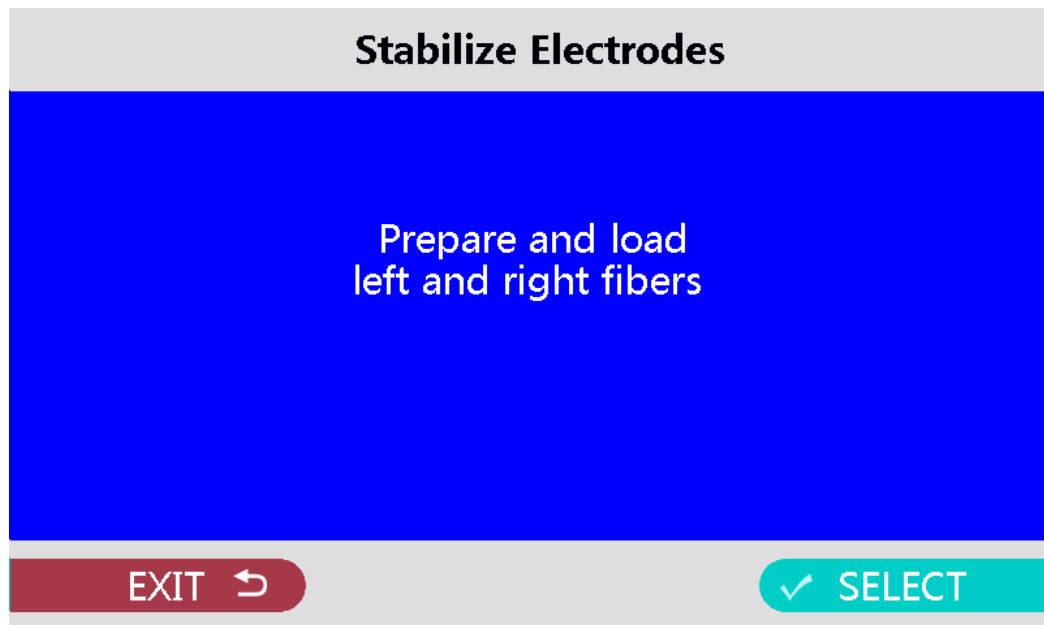 Stabilize Electrodes
Prepare and load
left and right fibers
EXIT
SELECT